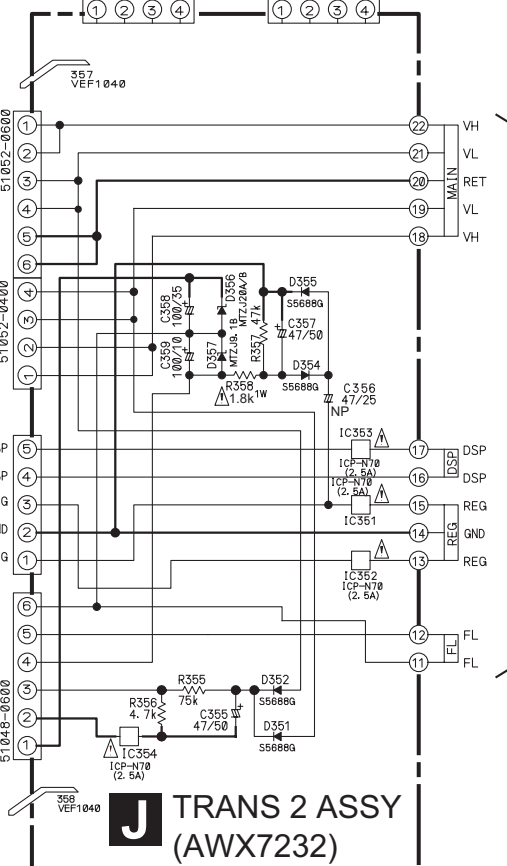 1 2 3 4 1 2 3 4
357
VEF1040
51052-0600
1 22 VH
2 21 VL
3 20 RET
4 19 VL
5 18 VH
6
MAIN
51052-0400
4
3
2
1
C358
100/35
D356
MTZJ20A/B
D355
S5688G
C359
100/10
D357
MTZJ9.1B
R357
47k
C357
47/50
D354
S5688G
R358
1.8k 1W
C356
47/25
NP
IC353
ICP-N70
(2.5A)
5 17 DSP
4 16 DSP
DSP
ICP-N70
(2.5A)
IC351
G 3 15 REG
2 14 GND
G 1 13 REG
REG
IC352
ICP-N70
(2.5A)
51048-0600
6
5 12 FL
4 11 FL
FL
3
2
1
R355
75k
D352
S5688G
R356
4.7k
C355
47/50
D351
S5688G
IC354
ICP-N70
(2.5A)
358
VEF1040
J TRANS 2 ASSY
(AWX7232)